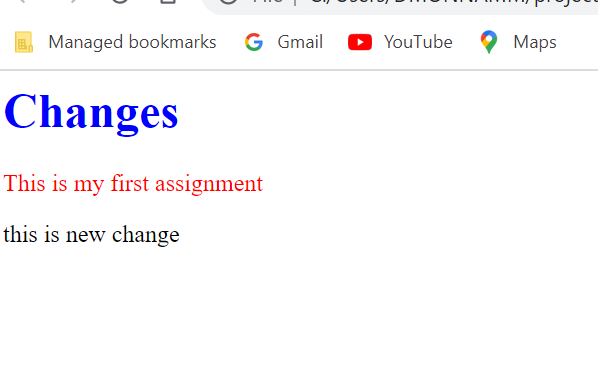 Managed bookmarks Gmail YouTube Maps
Changes
This is my first assignment
this is new change